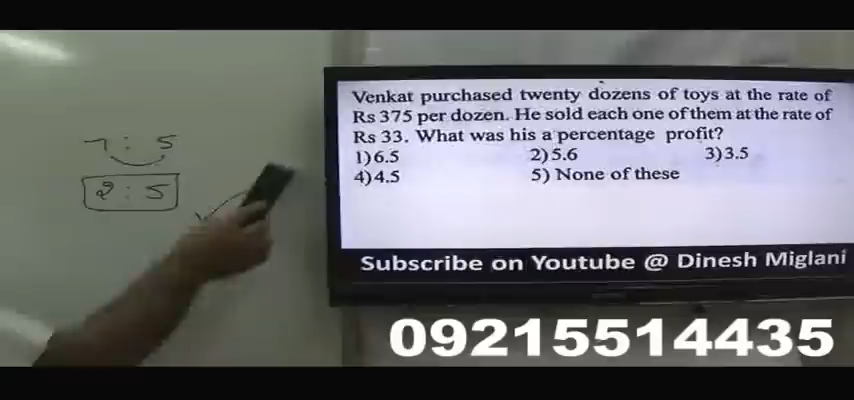 7 : 5
2 : 5
Venkat purchased twenty dozens of toys at the rate of
Rs 375 per dozen. He sold each one of them at the rate of
Rs 33. What was his a percentage profit?
1)6.5 2)5.6 3)3.5
4)4.5 5) None of these
Subscribe on Youtube @ Dinesh Miglani
09215514435